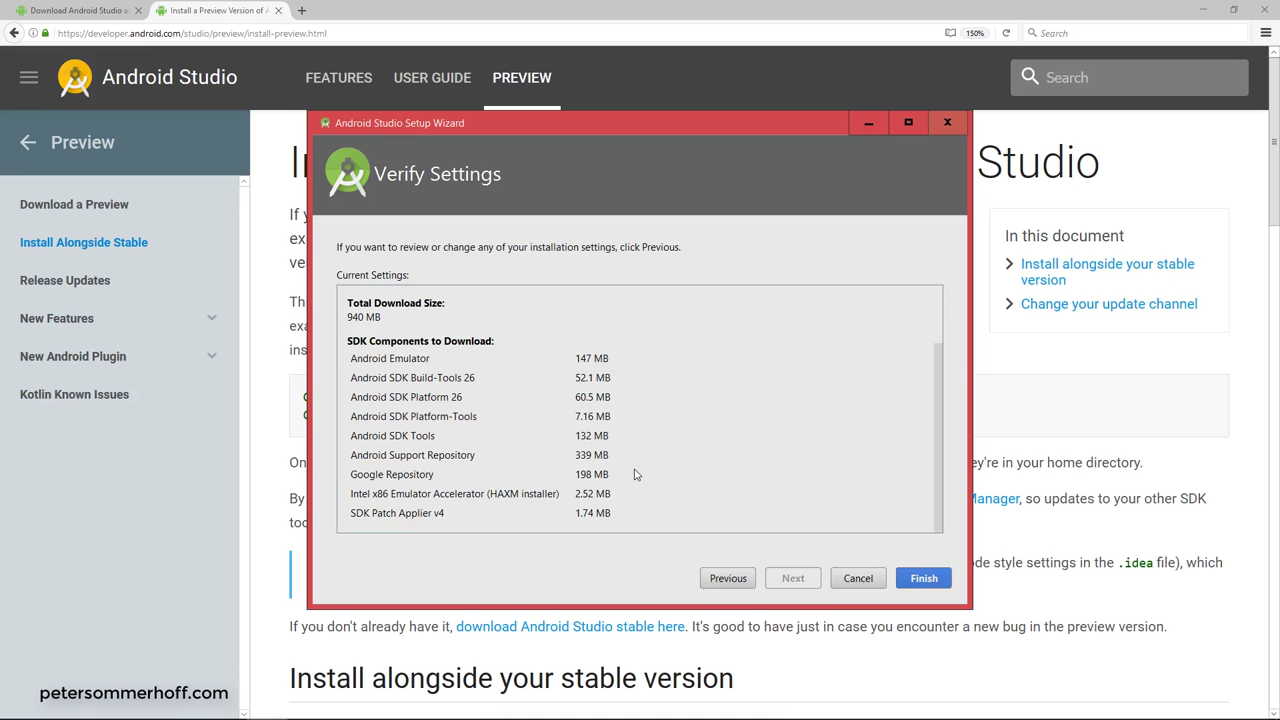 Download Android Studio a
Install a Preview Version of A
https://developer.android.com/studio/preview/install-preview.html
150%
Search
Android Studio
FEATURES
USER GUIDE
PREVIEW
Search
Preview
Download a Preview
Install Alongside Stable
Release Updates
New Features
New Android Plugin
Kotlin Known Issues
Studio
In this document
Install alongside your stable
version
Change your update channel
Android Studio Setup Wizard
Verify Settings
If you want to review or change any of your installation settings, click Previous.
Current Settings:
Total Download Size:
940 MB
SDK Components to Download:
Android Emulator 147 MB
Android SDK Build-Tools 26 52.1 MB
Android SDK Platform 26 60.5 MB
Android SDK Platform-Tools 7.16 MB
Android SDK Tools 132 MB
Android Support Repository 339 MB
Google Repository 198 MB
Intel x86 Emulator Accelerator (HAXM installer) 2.52 MB
SDK Patch Applier v4 1.74 MB
Previous
Next
Cancel
Finish
On
ey're in your home directory.
By
Manager, so updates to your other SDK
too
de style settings in the .idea file), which
If you don't already have it, download Android Studio stable here. It's good to have just in case you encounter a new bug in the preview version.
Install alongside your stable version
petersommerhoff.com